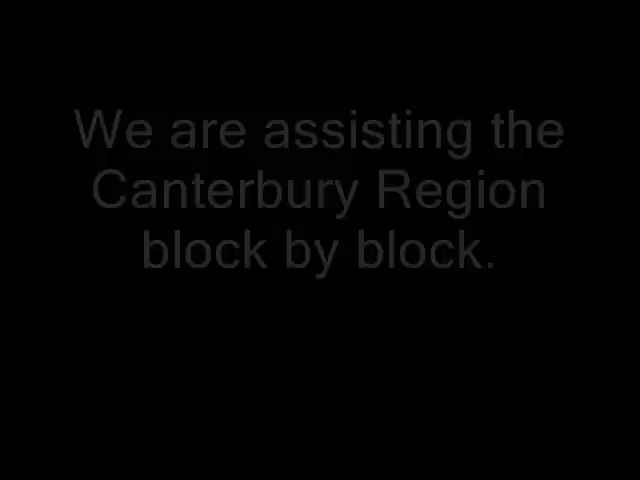 We are assisting the
Canterbury Region
block by block.